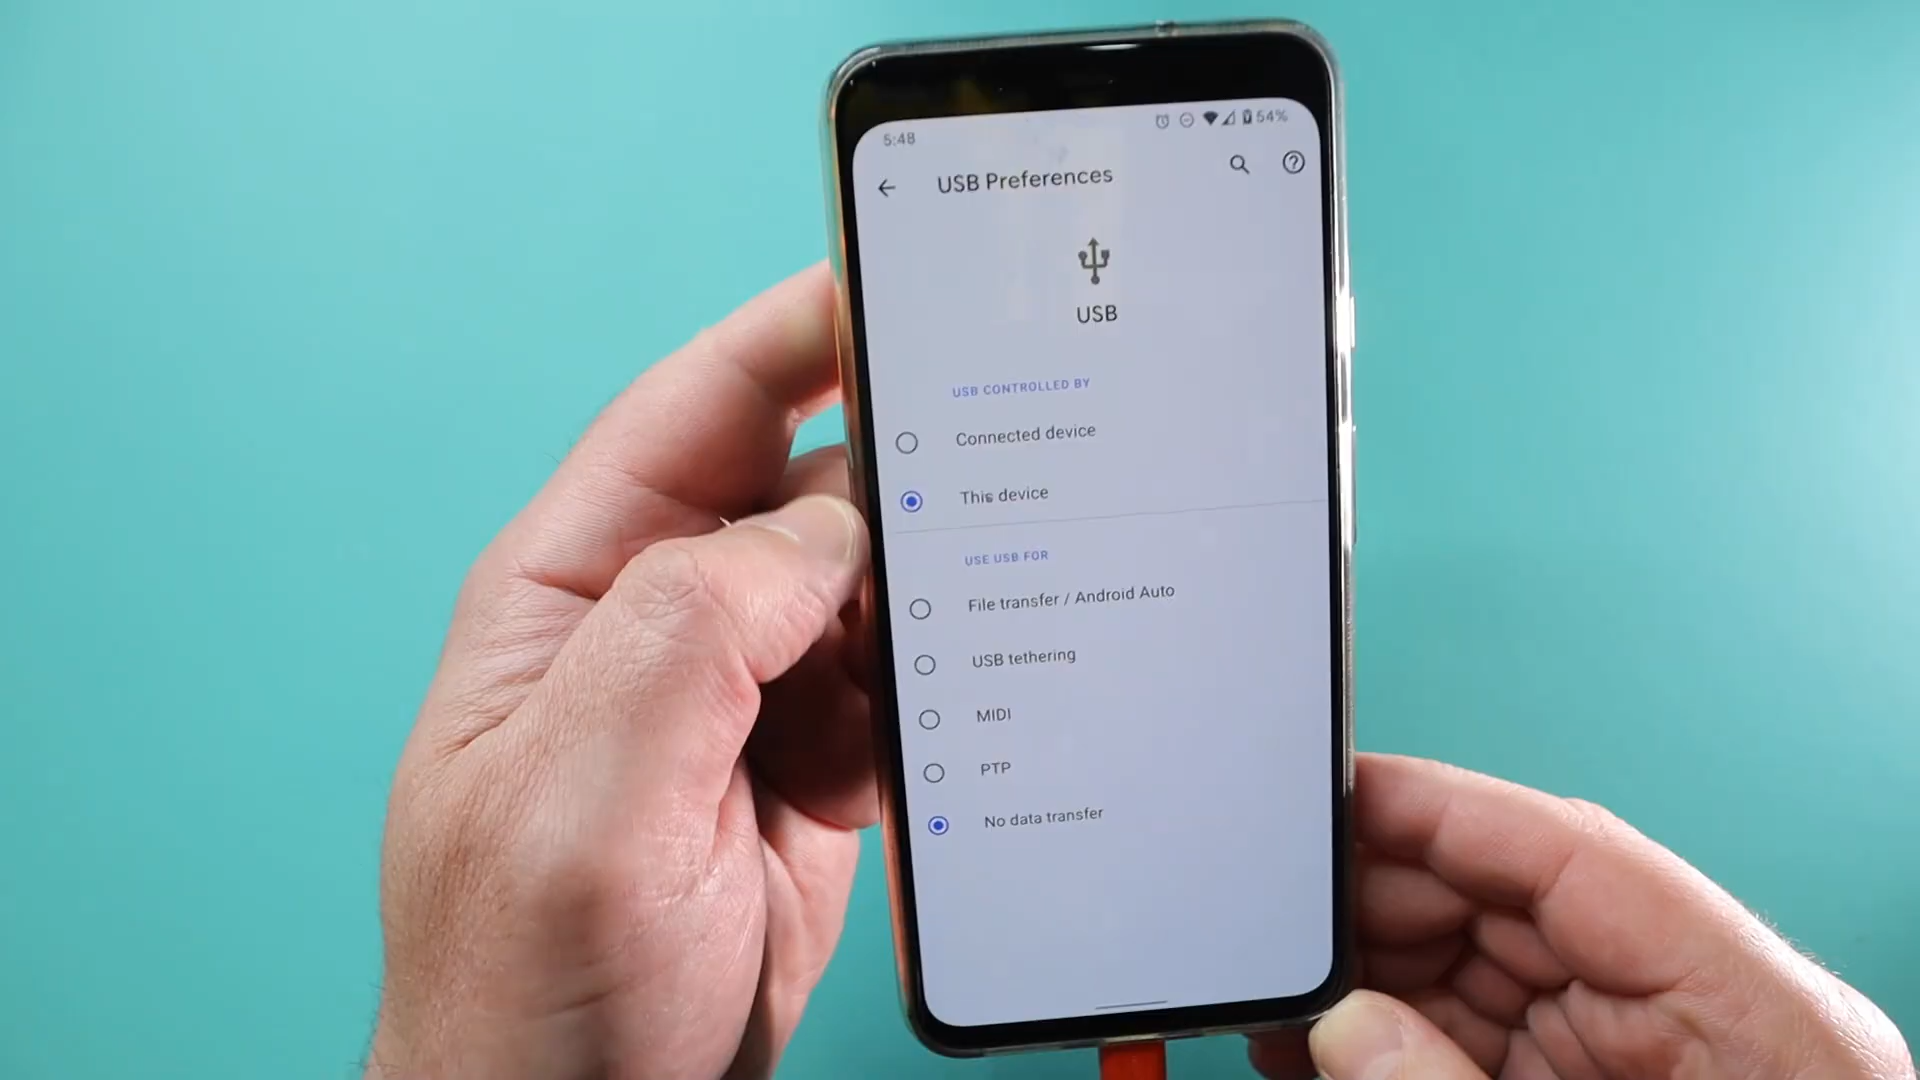 5:48
54%
USB Preferences
USB
USB CONTROLLED BY
Connected device
This device
USE USB FOR
File transfer / Android Auto
USB tethering
MIDI
PTP
No data transfer